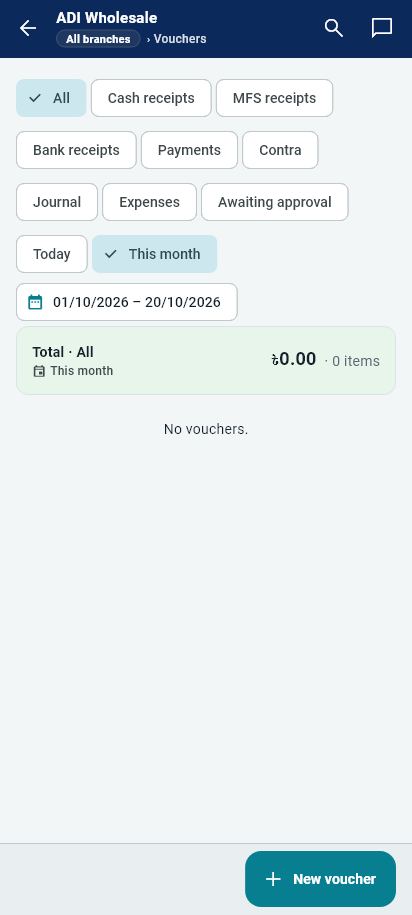 ADI Wholesale
All branches › Vouchers
All Cash receipts MFS receipts
Bank receipts Payments Contra
Journal Expenses Awaiting approval
Today This month
01/10/2026 – 20/10/2026
Total · All
৳0.00 · 0 items
This month
No vouchers.
New voucher